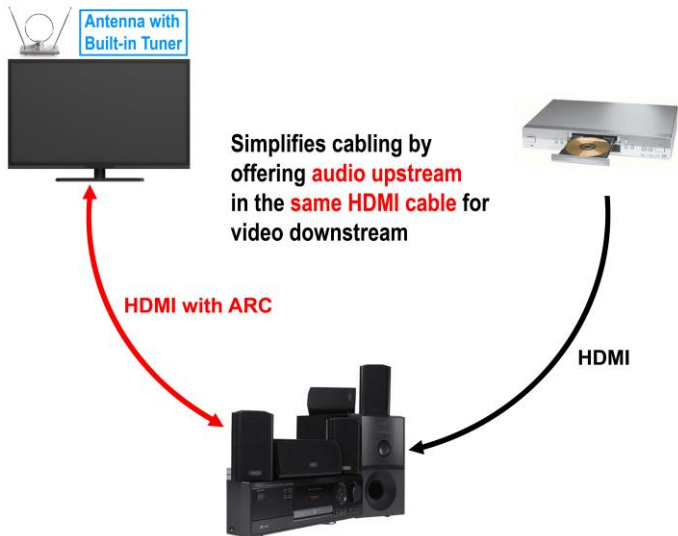 Antenna with
Built-in Tuner
Simplifies cabling by
offering audio upstream
in the same HDMI cable for
video downstream
HDMI with ARC
HDMI